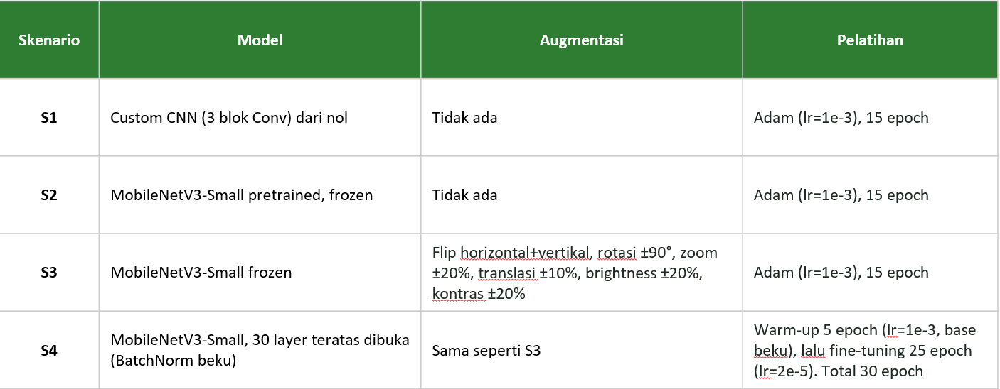 Skenario Model Augmentasi Pelatihan
S1 Custom CNN (3 blok Conv) dari nol Tidak ada Adam (lr=1e-3), 15 epoch
S2 MobileNetV3-Small pretrained, frozen Tidak ada Adam (lr=1e-3), 15 epoch
S3 MobileNetV3-Small frozen
Flip horizontal+vertikal, rotasi ±90°, zoom
±20%, translasi ±10%, brightness ±20%,
kontras ±20%
Adam (lr=1e-3), 15 epoch
S4
MobileNetV3-Small, 30 layer teratas dibuka
(BatchNorm beku)
Sama seperti S3
Warm-up 5 epoch (lr=1e-3, base
beku), lalu fine-tuning 25 epoch
(lr=2e-5). Total 30 epoch